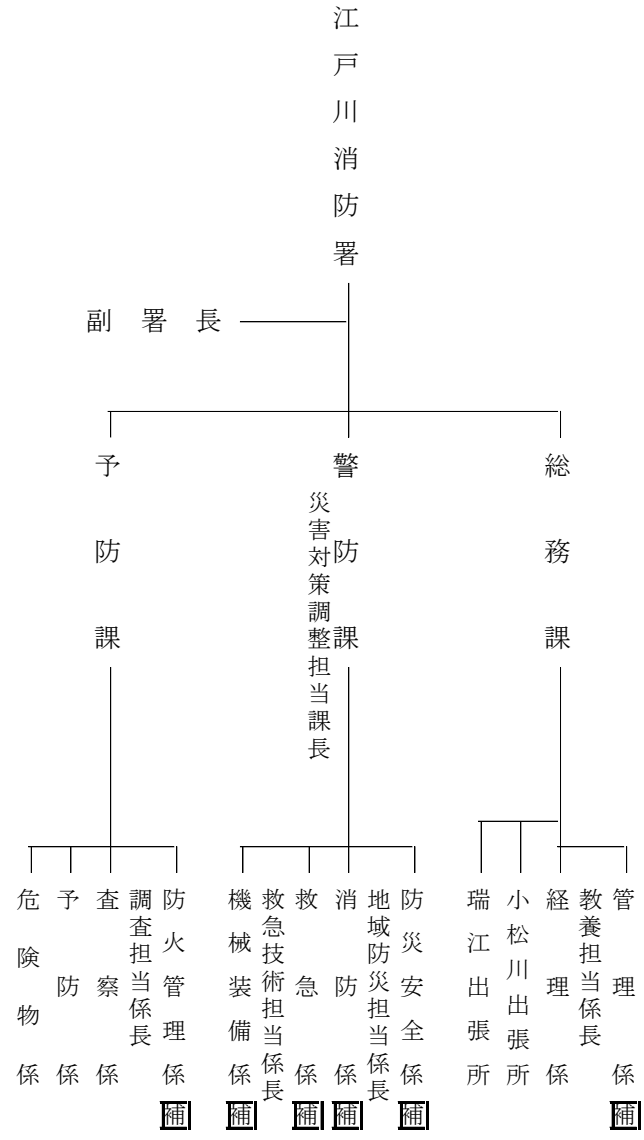 江戸川消防署
副署長
総務課
警防課
災害対策調整担当課長
予防課
管理係 補
教養担当係長
経理係
小松川出張所
瑞江出張所
防災安全係 補
地域防災担当係長
消防係 補
救急係 補
救急技術担当係長
機械装備係 補
防火管理係 補
調査担当係長
査察係
予防係
危険物係